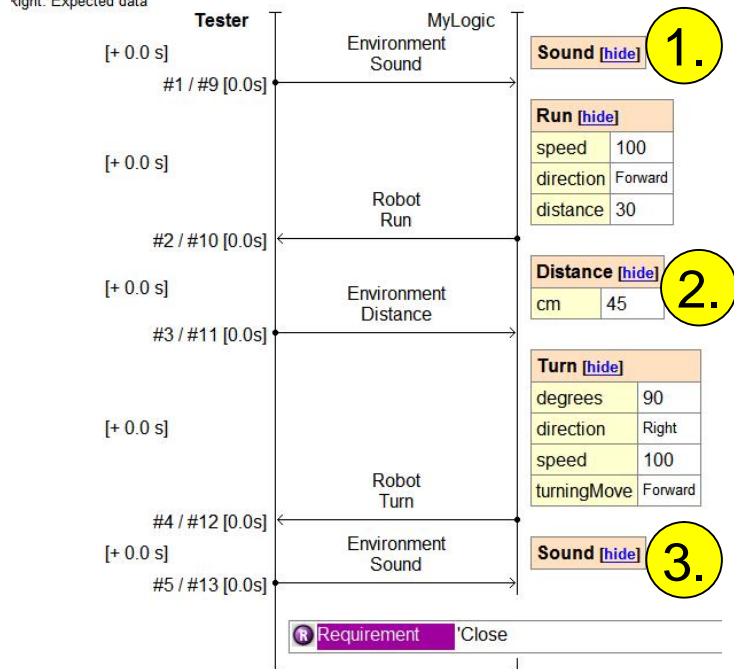 Right: Expected data
Tester MyLogic
[+ 0.0 s]
Environment
Sound
Sound [hide]
1.
#1 / #9 [0.0s]
Run [hide]
speed 100
direction Forward
distance 30
[+ 0.0 s]
Robot
Run
#2 / #10 [0.0s]
Distance [hide]
cm 45
2.
[+ 0.0 s]
Environment
Distance
#3 / #11 [0.0s]
Turn [hide]
degrees 90
direction Right
speed 100
turningMove Forward
[+ 0.0 s]
Robot
Turn
#4 / #12 [0.0s]
[+ 0.0 s]
Environment
Sound
Sound [hide]
3.
#5 / #13 [0.0s]
R Requirement 'Close